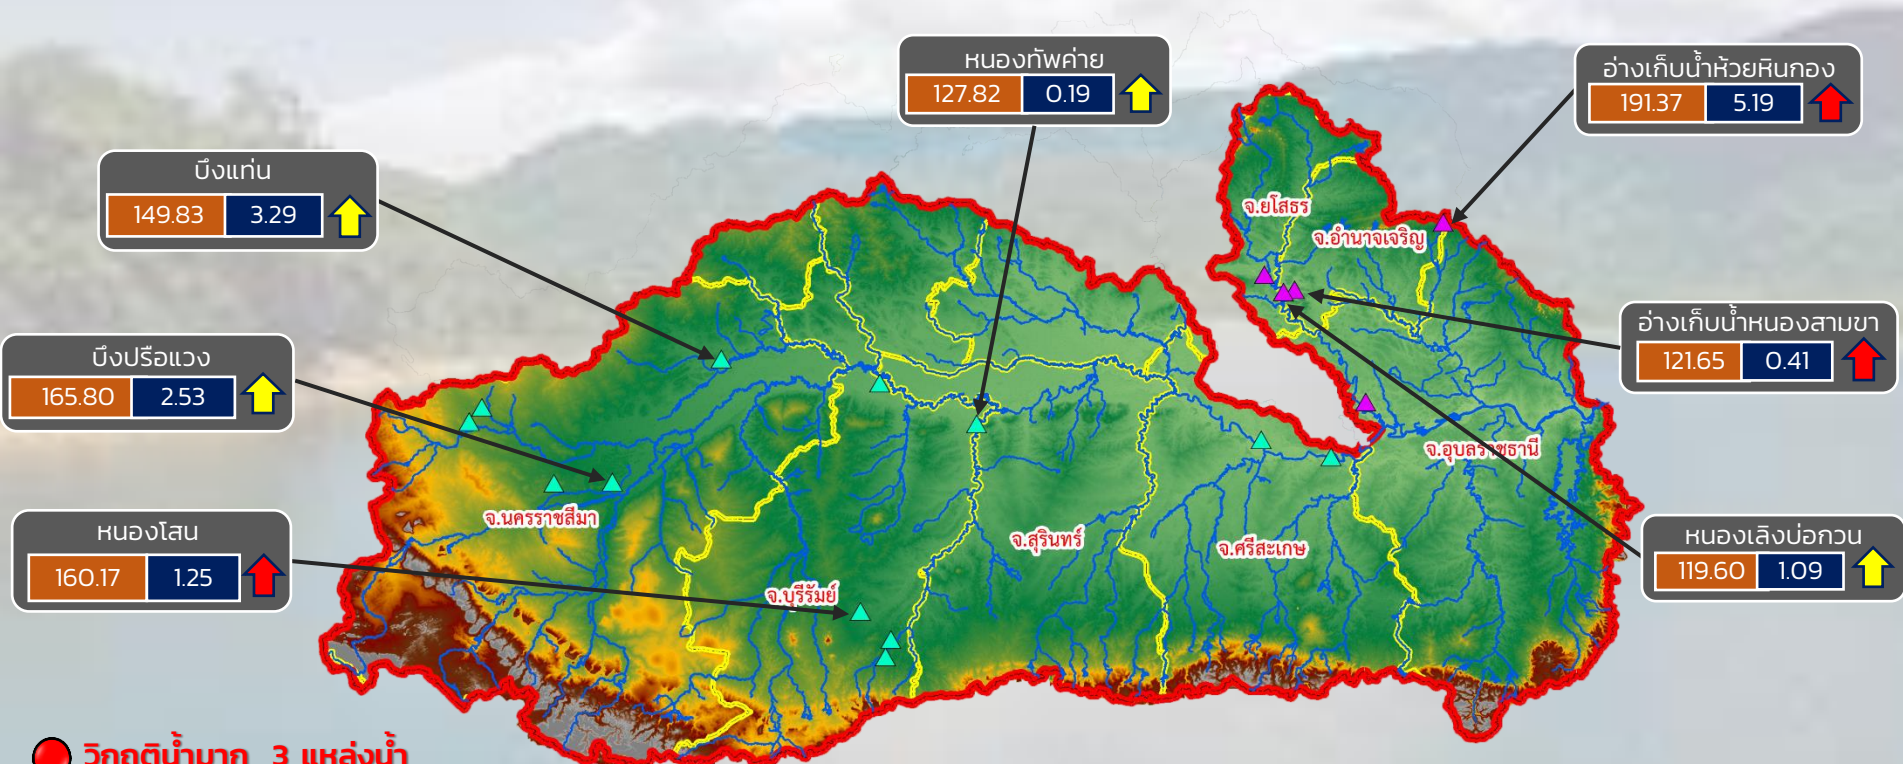 หนองทัพค่าย
127.82 0.19
อ่างเก็บน้ำห้วยหินกอง
191.37 5.19
บึงแท่น
149.83 3.29
จ.ยโสธร
จ.อำนาจเจริญ
อ่างเก็บน้ำหนองสามขา
121.65 0.41
บึงปรือแวง
165.80 2.53
จ.อุบลราชธานี
หนองโสน
160.17 1.25
จ.นครราชสีมา
จ.สุรินทร์
จ.ศรีสะเกษ
หนองเลิงบ่อกวน
119.60 1.09
จ.บุรีรัมย์
วิกฤติน้ำมาก 3 แหล่งน้ำ